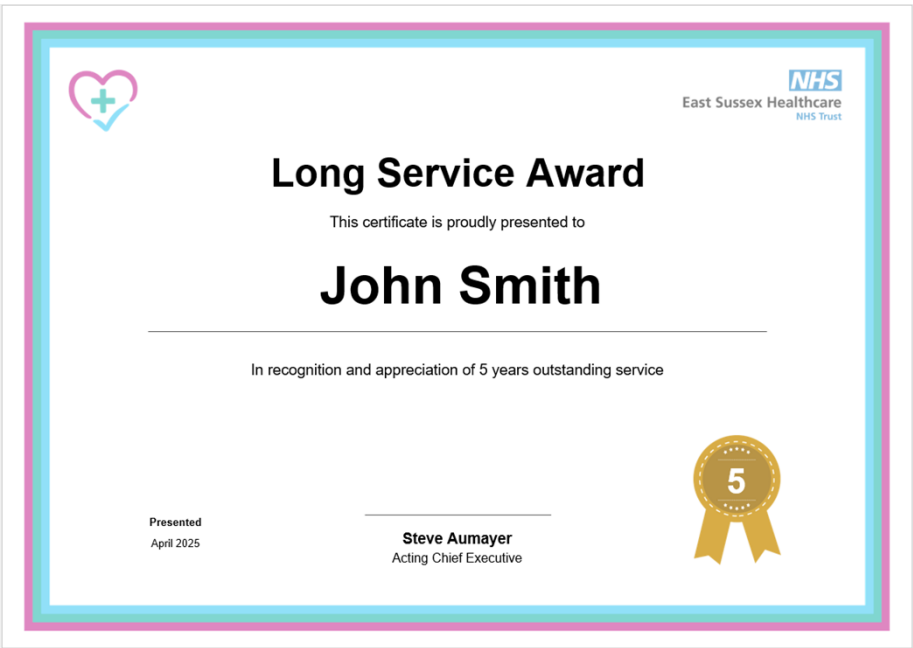 NHS
East Sussex Healthcare
NHS Trust
Long Service Award
This certificate is proudly presented to
John Smith
In recognition and appreciation of 5 years outstanding service
5
Presented
April 2025
Steve Aumayer
Acting Chief Executive